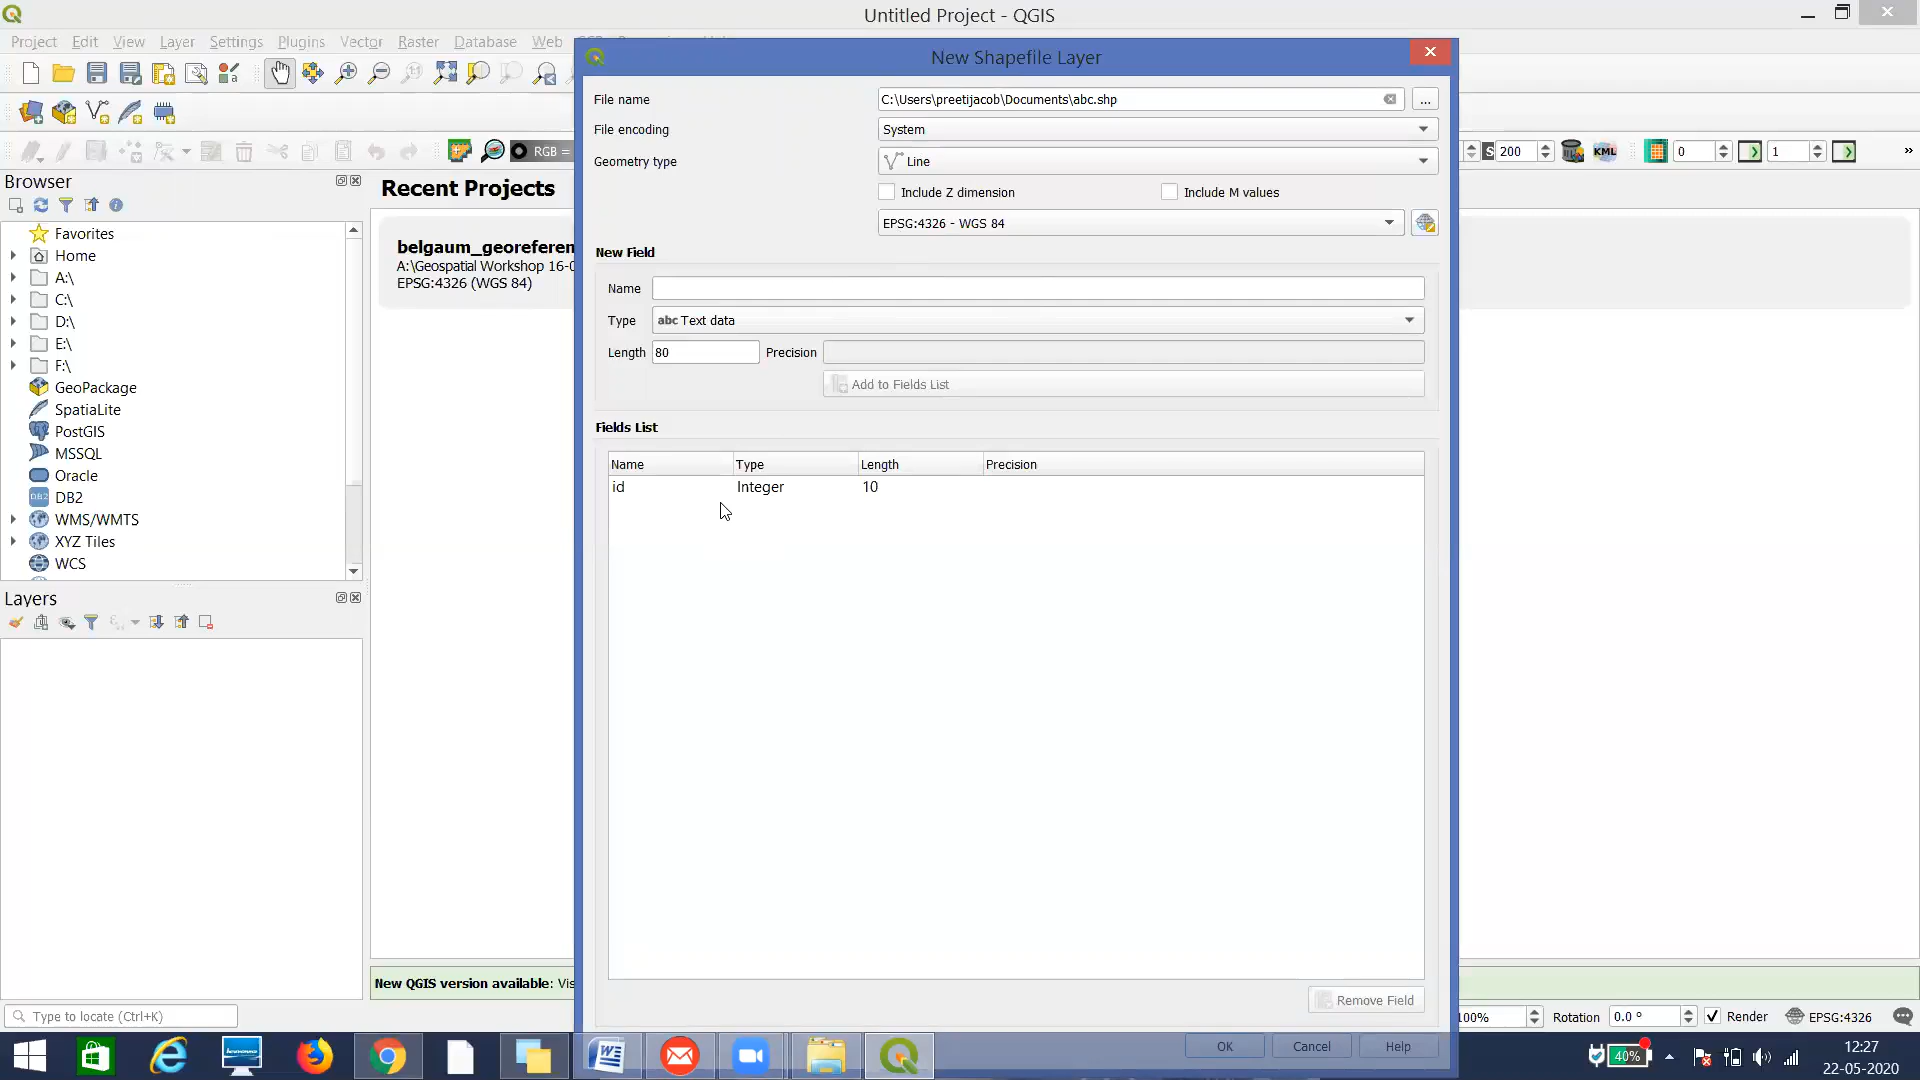 Untitled Project - QGIS
Project Edit View Layer Settings Plugins Vector Raster Database Web
New Shapefile Layer
File name
C:\Users\preetijacob\Documents\abc.shp
...
File encoding
System
Geometry type
Line
Include Z dimension
Include M values
EPSG:4326 - WGS 84
RGB =
S 200
KML
0
1
»
Browser
Favorites
Home
A:\
C:\
D:\
E:\
F:\
GeoPackage
SpatiaLite
PostGIS
MSSQL
Oracle
DB2 DB2
WMS/WMTS
XYZ Tiles
WCS
Recent Projects
belgaum_georeferen
A:\Geospatial Workshop 16-0
EPSG:4326 (WGS 84)
New Field
Name
Type abc Text data
Length 80 Precision
Add to Fields List
Fields List
Name Type Length Precision
id Integer 10
Remove Field
OK Cancel Help
Layers
New QGIS version available: Vis
Type to locate (Ctrl+K)
100% Rotation 0.0 ° Render EPSG:4326
40%
12:27
22-05-2020